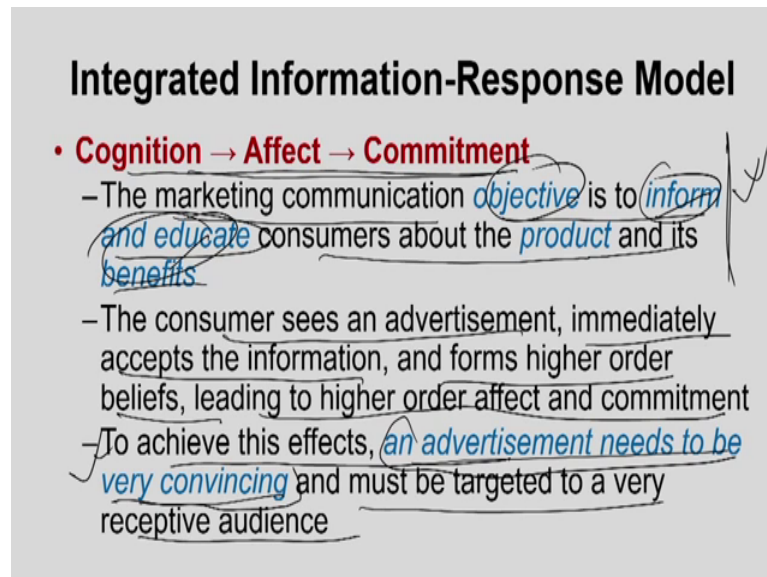 Integrated Information-Response Model
• Cognition → Affect → Commitment
–The marketing communication objective is to inform
and educate consumers about the product and its
benefits
–The consumer sees an advertisement, immediately
accepts the information, and forms higher order
beliefs, leading to higher order affect and commitment
–To achieve this effects, an advertisement needs to be
very convincing and must be targeted to a very
receptive audience